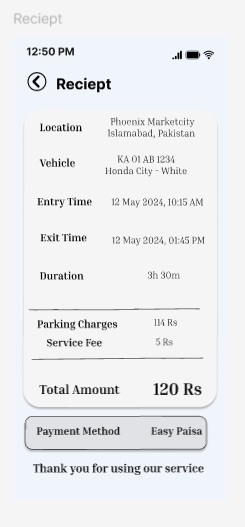 Reciept
12:50 PM
Reciept
Location Phoenix Marketcity
Islamabad, Pakistan
Vehicle KA 01 AB 1234
Honda City - White
Entry Time 12 May 2024, 10:15 AM
Exit Time 12 May 2024, 01:45 PM
Duration 3h 30m
Parking Charges 114 Rs
Service Fee 5 Rs
Total Amount 120 Rs
Payment Method Easy Paisa
Thank you for using our service